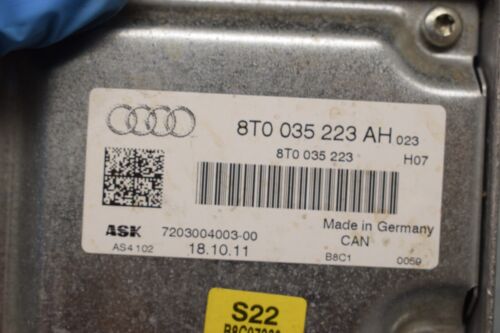 8T0 035 223 AH 023
8T0 035 223 H07
ASK 7203004003-00 Made in Germany
AS4 102 18.10.11 CAN
B8C1 0059
S22